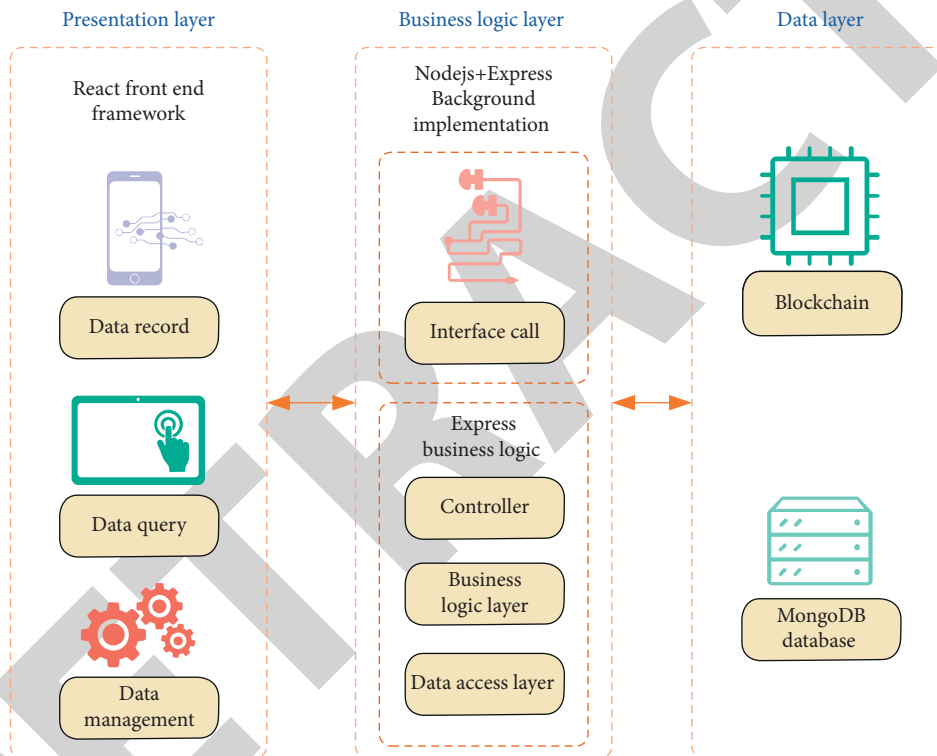 Presentation layer
React front end
framework
Data record
Data query
Data
management
Business logic layer
Nodejs+Express
Background
implementation
Interface call
Express
business logic
Controller
Business
logic layer
Data access layer
Data layer
Blockchain
MongoDB
database
ETRACT